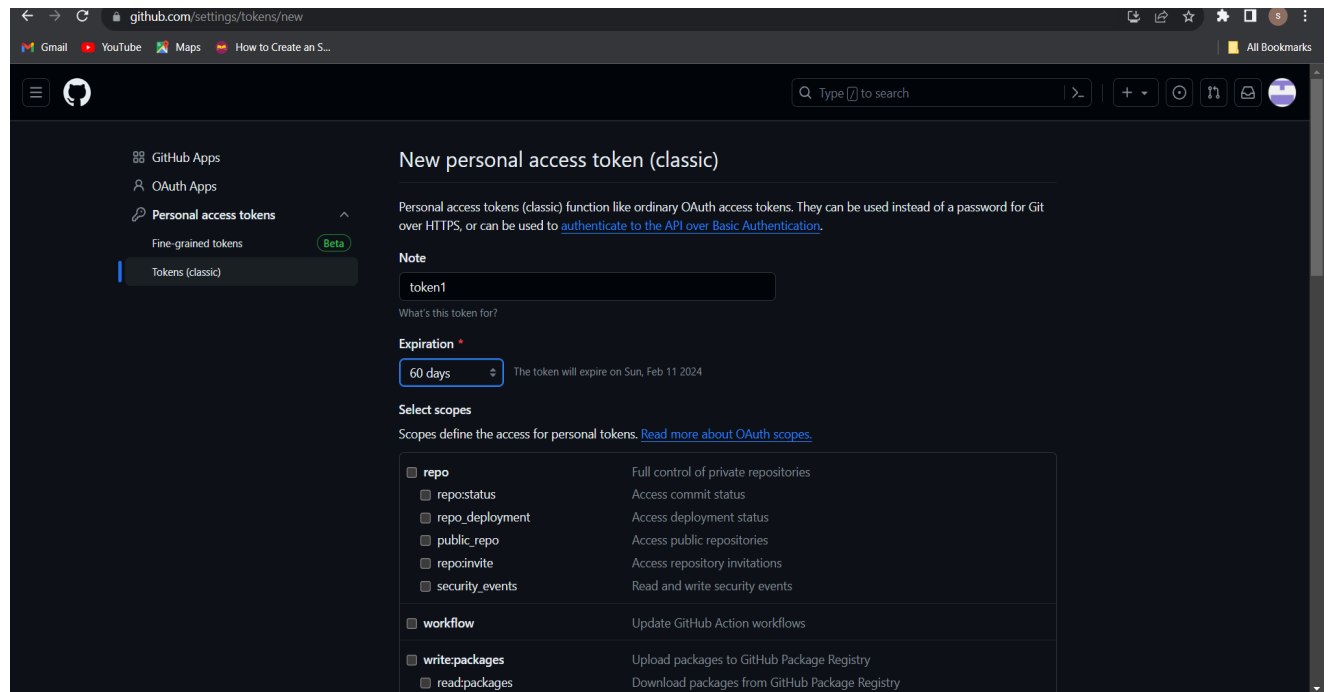 github.com/settings/tokens/new
S
Gmail YouTube Maps How to Create an S... All Bookmarks
Type / to search
GitHub Apps
OAuth Apps
Personal access tokens
Fine-grained tokens Beta
Tokens (classic)
New personal access token (classic)
Personal access tokens (classic) function like ordinary OAuth access tokens. They can be used instead of a password for Git
over HTTPS, or can be used to authenticate to the API over Basic Authentication.
Note
token1
What's this token for?
Expiration *
60 days The token will expire on Sun, Feb 11 2024
Select scopes
Scopes define the access for personal tokens. Read more about OAuth scopes.
repo Full control of private repositories
repo:status Access commit status
repo_deployment Access deployment status
public_repo Access public repositories
repo:invite Access repository invitations
security_events Read and write security events
workflow Update GitHub Action workflows
write:packages Upload packages to GitHub Package Registry
read:packages Download packages from GitHub Package Registry